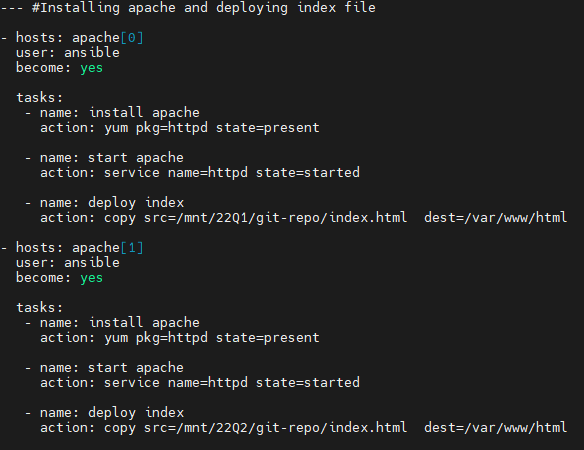 --- #Installing apache and deploying index file
- hosts: apache[0]
user: ansible
become: yes
tasks:
- name: install apache
action: yum pkg=httpd state=present
- name: start apache
action: service name=httpd state=started
- name: deploy index
action: copy src=/mnt/22Q1/git-repo/index.html  dest=/var/www/html
- hosts: apache[1]
user: ansible
become: yes
tasks:
- name: install apache
action: yum pkg=httpd state=present
- name: start apache
action: service name=httpd state=started
- name: deploy index
action: copy src=/mnt/22Q2/git-repo/index.html  dest=/var/www/html